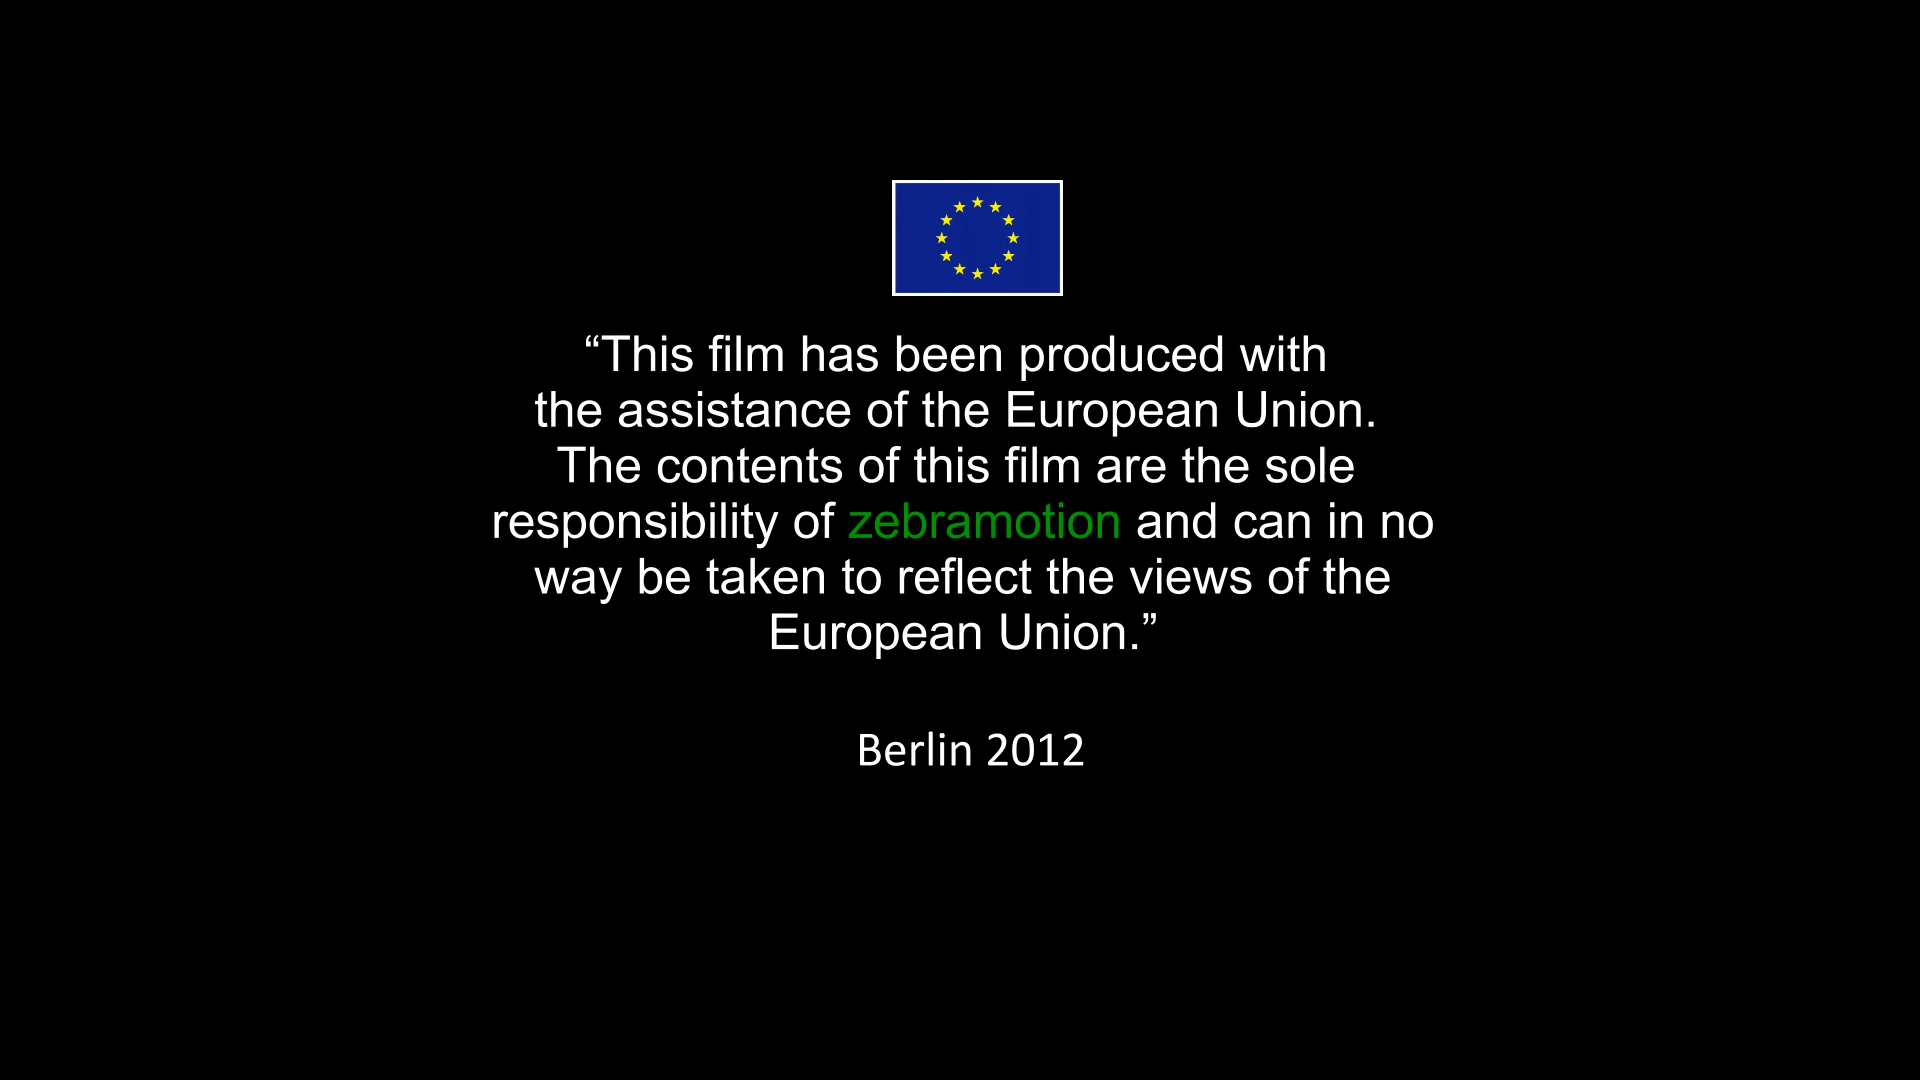 “This film has been produced with
the assistance of the European Union.
The contents of this film are the sole
responsibility of zebramotion and can in no
way be taken to reflect the views of the
European Union.”
Berlin 2012